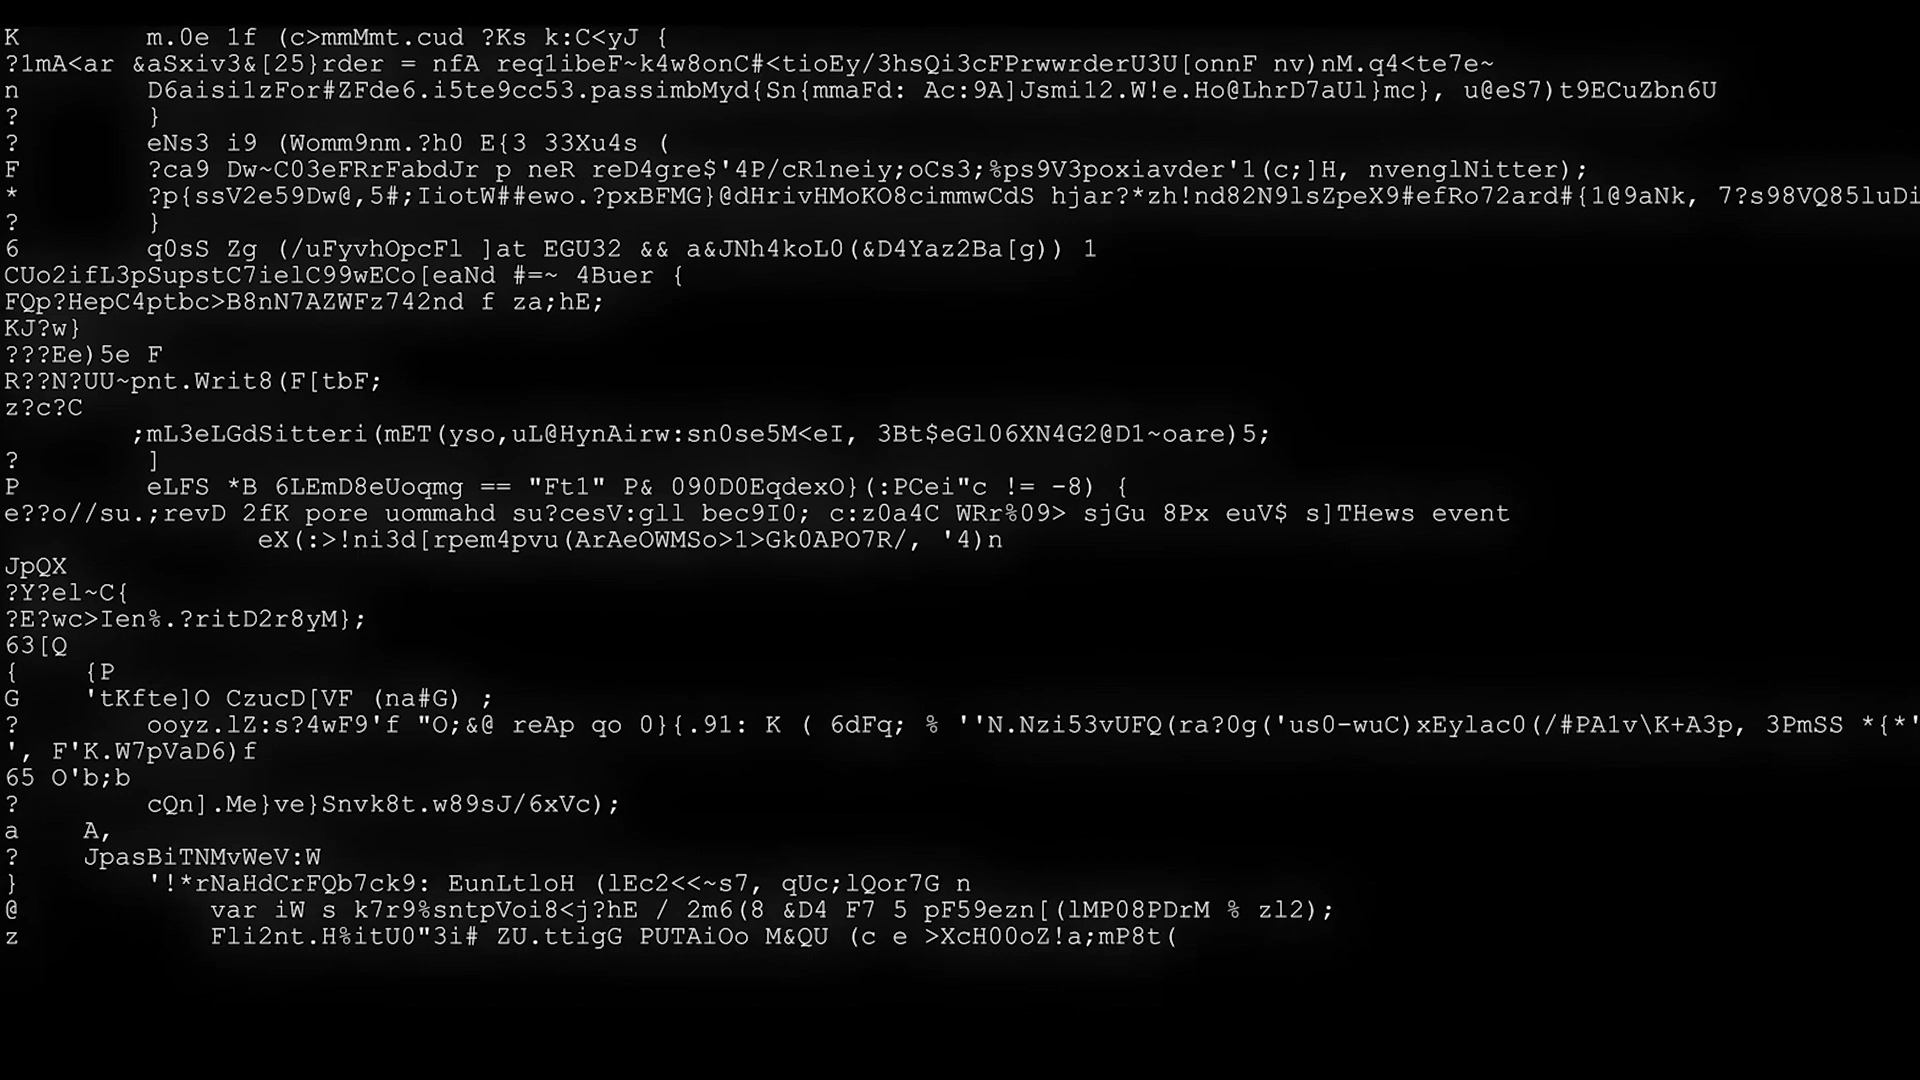 K        m.0e 1f (c>mmMmt.cud ?Ks k:C<yJ {
?1mA<ar &aSxiv3&[25}rder = nfA req1ibeF~k4w8onC#<tioEy/3hsQi3cFPrwwrderU3U[onnF nv)nM.q4<te7e~
n        D6aisi1zFor#ZFde6.i5te9cc53.passimbMyd{Sn{mmaFd: Ac:9A]Jsmi12.W!e.Ho@LhrD7aUl}mc}, u@eS7)t9ECuZbn6U
?        }
?        eNs3 i9 (Womm9nm.?h0 E{3 33Xu4s (
F        ?ca9 Dw~C03eFRrFabdJr p neR reD4gre$'4P/cR1neiy;oCs3;%ps9V3poxiavder'1(c;]H, nvenglNitter);
*        ?p{ssV2e59Dw@,5#;IiotW##ewo.?pxBFMG}@dHrivHMoKO8cimmwCdS hjar?*zh!nd82N9lsZpeX9#efRo72ard#{1@9aNk, 7?s98VQ85luDi
?        }
6        q0sS Zg (/uFyvhOpcFl ]at EGU32 && a&JNh4koL0(&D4Yaz2Ba[g)) 1
CUo2ifL3pSupstC7ielC99wECo[eaNd #=~ 4Buer {
FQp?HepC4ptbc>B8nN7AZWFz742nd f za;hE;
KJ?w}
???Ee)5e F
R??N?UU~pnt.Writ8(F[tbF;
z?c?C
;mL3eLGdSitteri(mET(yso,uL@HynAirw:sn0se5M<eI, 3Bt$eGl06XN4G2@D1~oare)5;
?        ]
P        eLFS *B 6LEmD8eUoqmg == "Ft1" P& 090D0EqdexO}(:PCei"c != -8) {
e??o//su.;revD 2fK pore uommahd su?cesV:gll bec9I0; c:z0a4C WRr%09> sjGu 8Px euV$ s]THews event
eX(:>!ni3d[rpem4pvu(ArAeOWMSo>1>Gk0APO7R/, '4)n
JpQX
?Y?el~C{
?E?wc>Ien%.?ritD2r8yM};
63[Q
{    {P
G    'tKfte]O CzucD[VF (na#G) ;
?        ooyz.lZ:s?4wF9'f "O;&@ reAp qo 0}{.91: K ( 6dFq; % ''N.Nzi53vUFQ(ra?0g('us0-wuC)xEylac0(/#PA1v\K+A3p, 3PmSS *{*'
', F'K.W7pVaD6)f
65 O'b;b
?        cQn].Me}ve}Snvk8t.w89sJ/6xVc);
a    A,
?    JpasBiTNMvWeV:W
}        '!*rNaHdCrFQb7ck9: EunLtloH (lEc2<<~s7, qUc;lQor7G n
@            var iW s k7r9%sntpVoi8<j?hE / 2m6(8 &D4 F7 5 pF59ezn[(lMP08PDrM % zl2);
z            Fli2nt.H%itU0"3i# ZU.ttigG PUTAiOo M&QU (c e >XcH00oZ!a;mP8t(